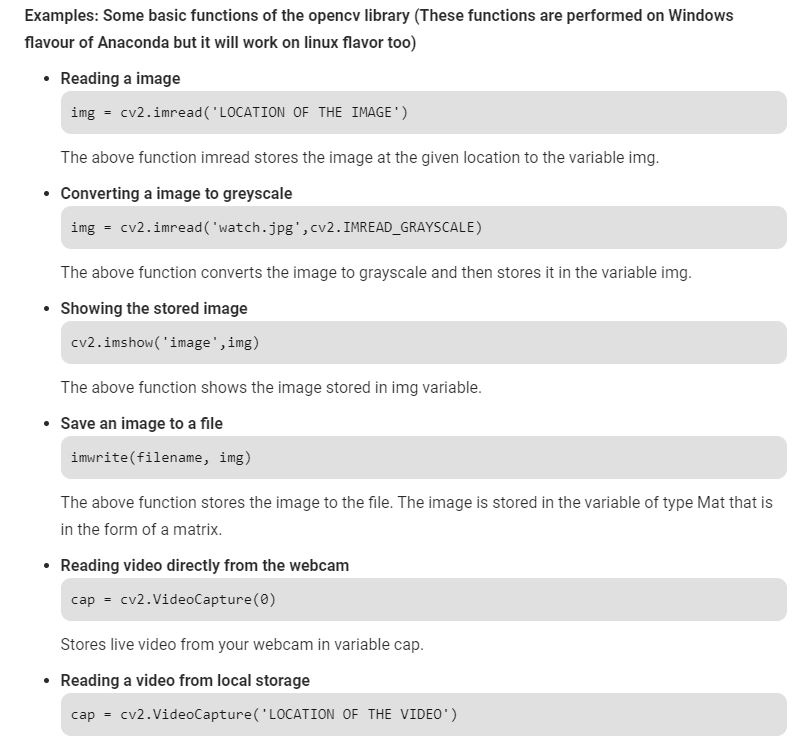 Examples: Some basic functions of the opencv library (These functions are performed on Windows
flavour of Anaconda but it will work on linux flavor too)
• Reading a image
img = cv2.imread('LOCATION OF THE IMAGE')
The above function imread stores the image at the given location to the variable img.
• Converting a image to greyscale
img = cv2.imread('watch.jpg',cv2.IMREAD_GRAYSCALE)
The above function converts the image to grayscale and then stores it in the variable img.
• Showing the stored image
cv2.imshow('image',img)
The above function shows the image stored in img variable.
• Save an image to a file
imwrite(filename, img)
The above function stores the image to the file. The image is stored in the variable of type Mat that is
in the form of a matrix.
• Reading video directly from the webcam
cap = cv2.VideoCapture(0)
Stores live video from your webcam in variable cap.
• Reading a video from local storage
cap = cv2.VideoCapture('LOCATION OF THE VIDEO')